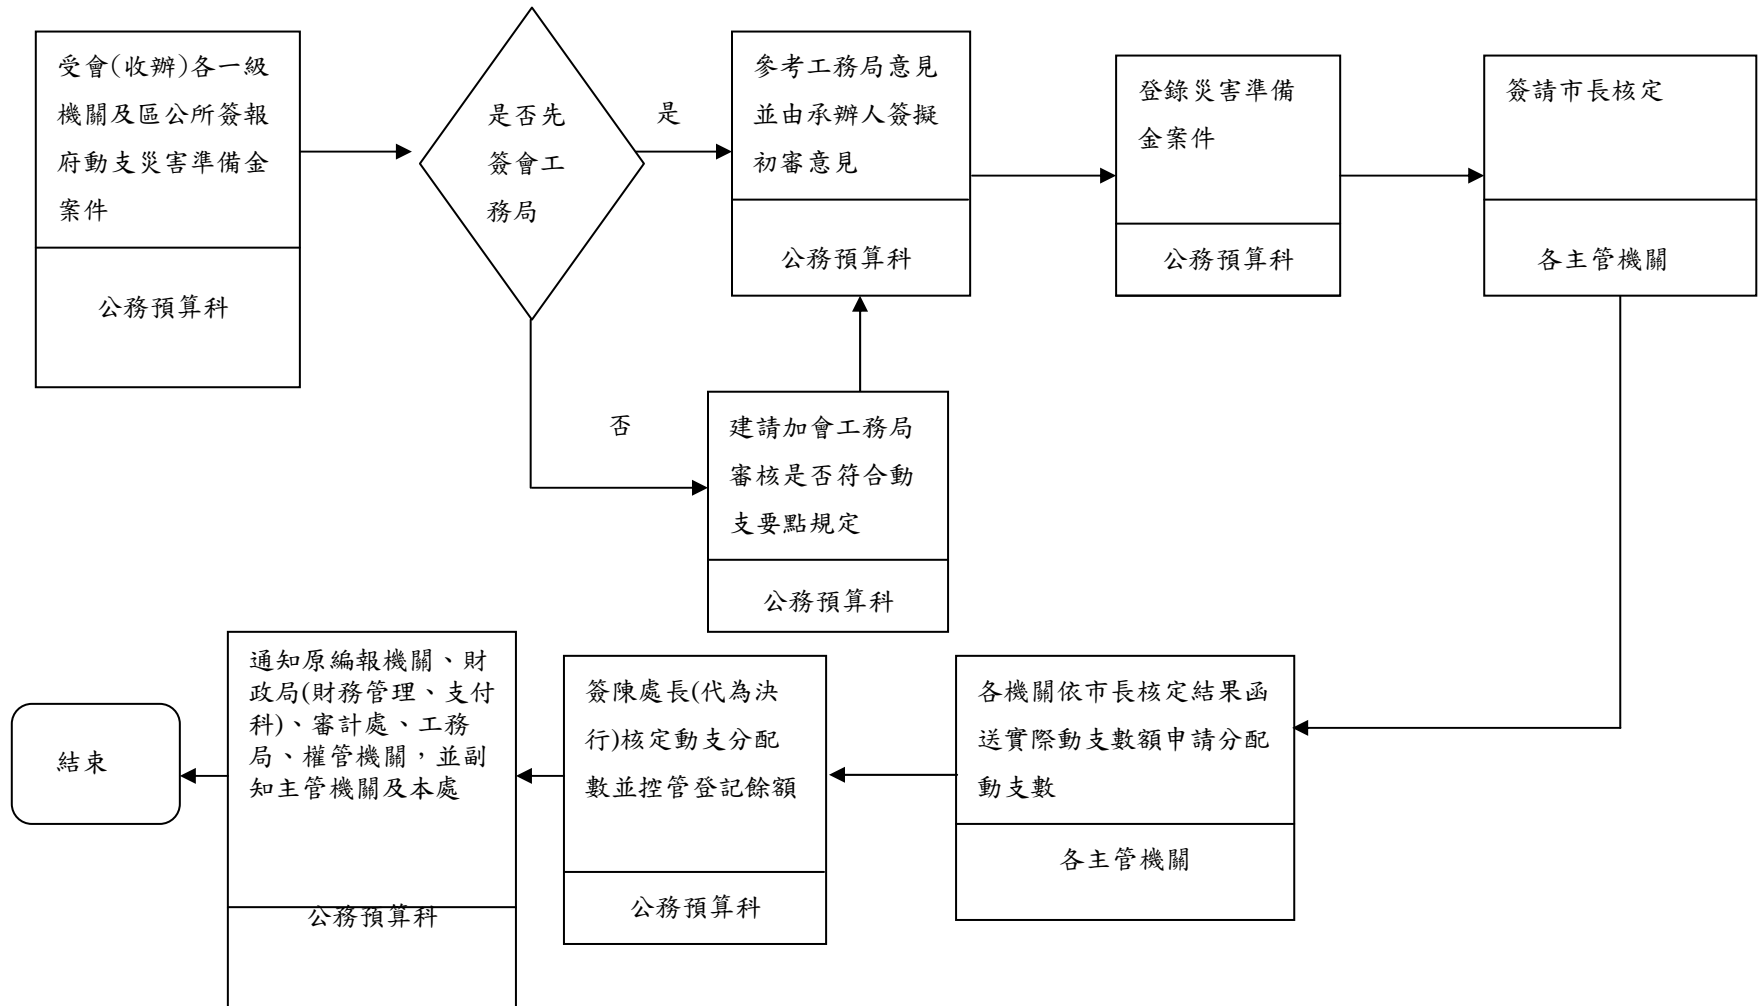 受會(收辦)各一級
機關及區公所簽報
府動支災害準備金
案件
公務預算科
是否先
簽會工
務局
是
參考工務局意見
並由承辦人簽擬
初審意見
公務預算科
登錄災害準備
金案件
公務預算科
簽請市長核定
各主管機關
否
建請加會工務局
審核是否符合動
支要點規定
公務預算科
各機關依市長核定結果函
送實際動支數額申請分配
動支數
各主管機關
簽陳處長(代為決
行)核定動支分配
數並控管登記餘額
公務預算科
通知原編報機關、財
政局(財務管理、支付
科)、審計處、工務
局、權管機關，並副
知主管機關及本處
公務預算科
結束